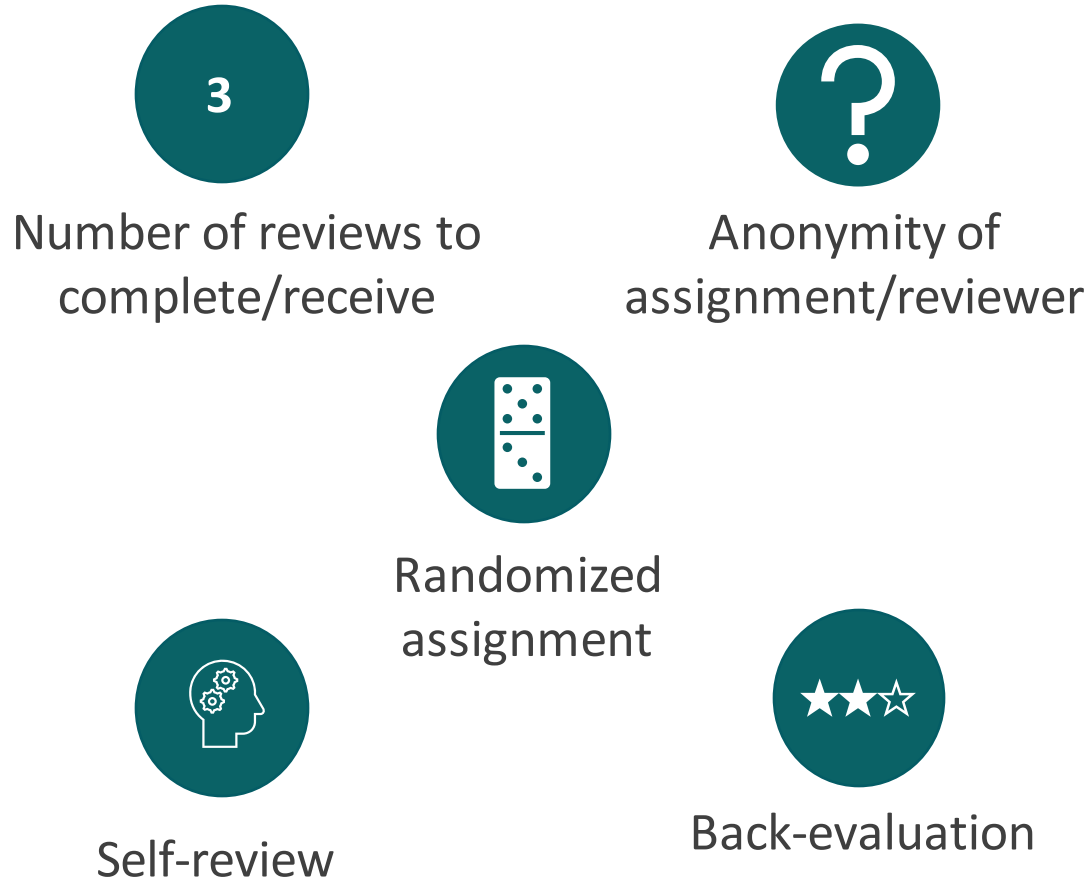 3
Number of reviews to
complete/receive
?
Anonymity of
assignment/reviewer
Randomized
assignment
Self-review
Back-evaluation